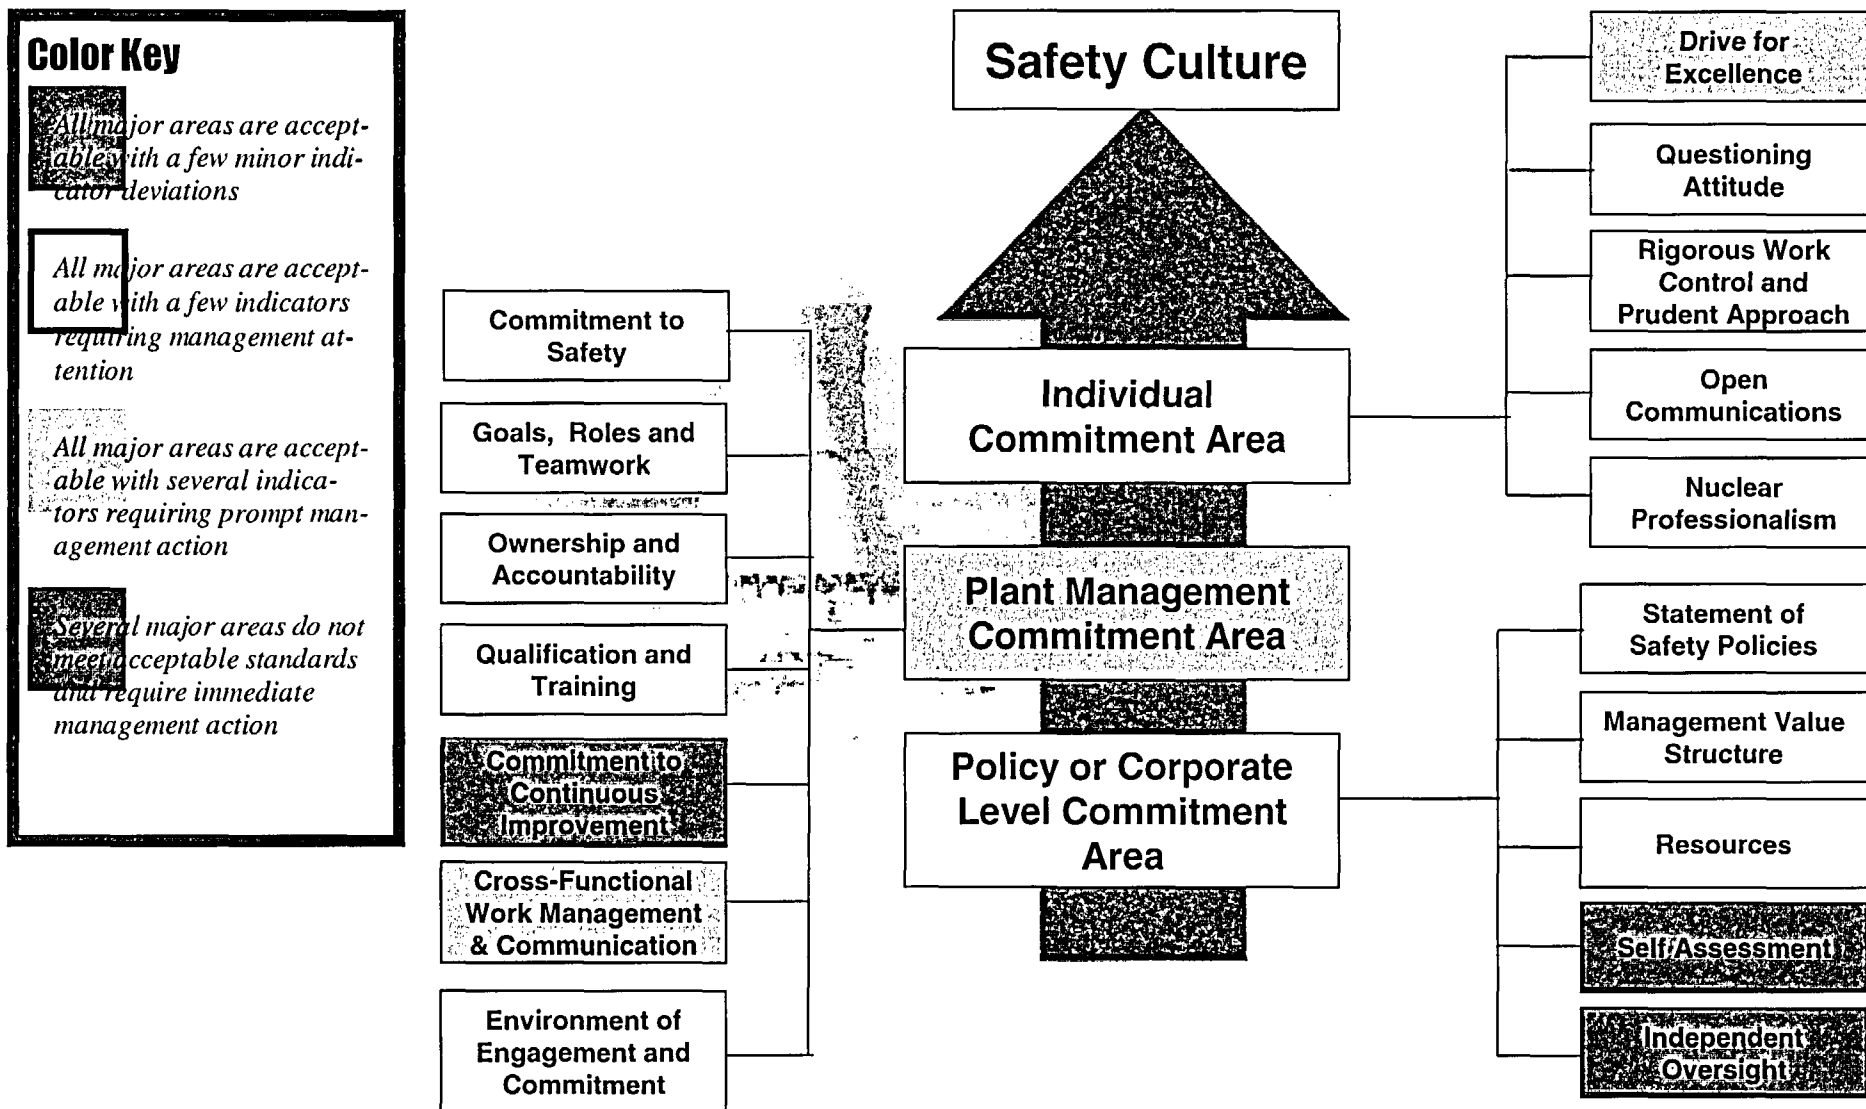 Color Key
All major areas are accept-
able with a few minor indi-
cator deviations
All major areas are accept-
able with a few indicators
requiring management at-
tention
All major areas are accept-
able with several indica-
tors requiring prompt man-
agement action
Several major areas do not
meet acceptable standards
and require immediate
management action
Safety Culture
Individual
Commitment Area
Plant Management
Commitment Area
Policy or Corporate
Level Commitment
Area
Commitment to
Safety
Goals, Roles and
Teamwork
Ownership and
Accountability
Qualification and
Training
Commitment to
Continuous
Improvement
Cross-Functional
Work Management
& Communication
Environment of
Engagement and
Commitment
Drive for
Excellence
Questioning
Attitude
Rigorous Work
Control and
Prudent Approach
Open
Communications
Nuclear
Professionalism
Statement of
Safety Policies
Management Value
Structure
Resources
Self Assessment
Independent
Oversight